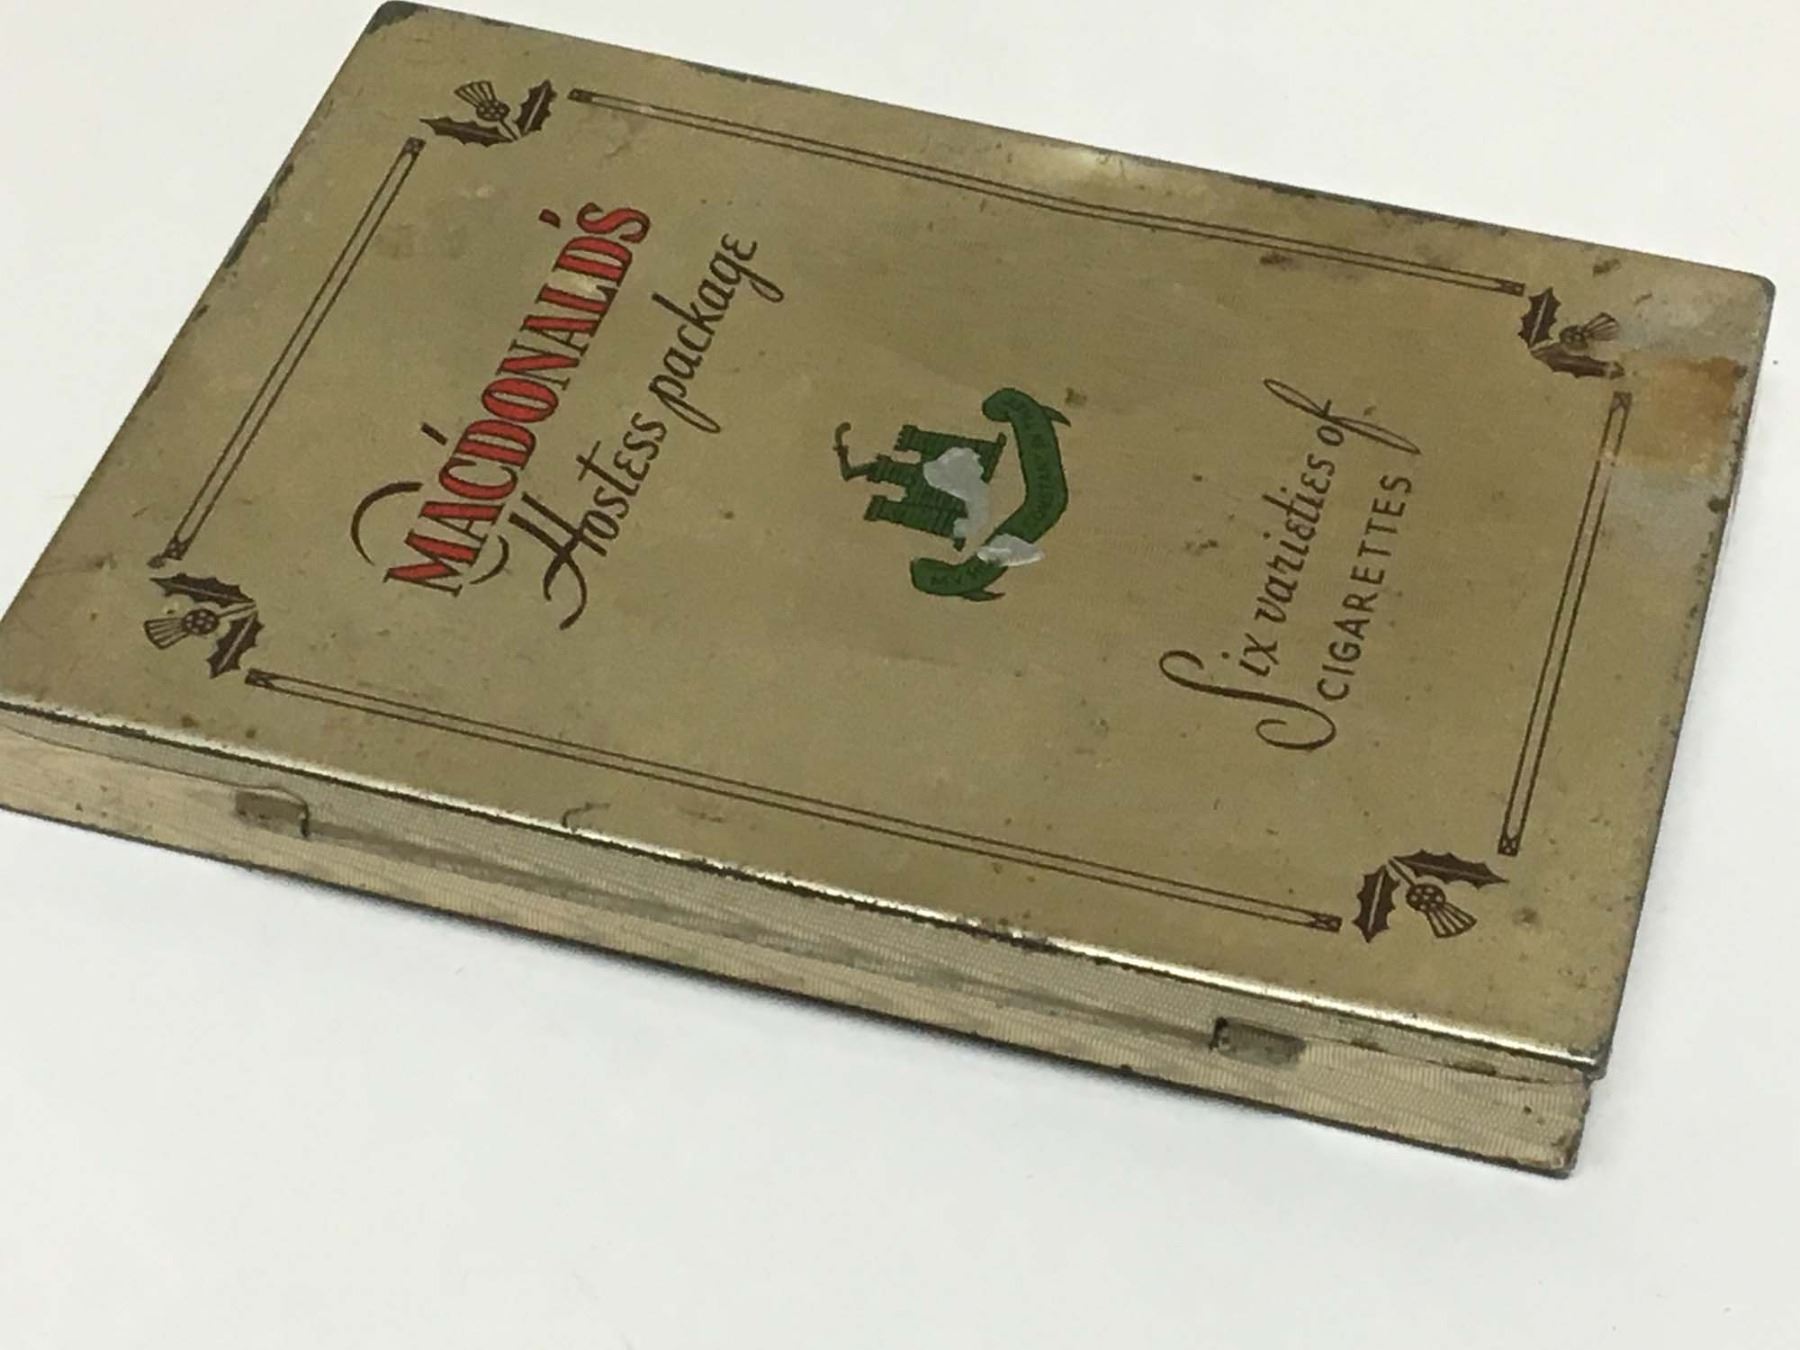 MACDONALD'S
Hostess package
Six varieties of
CIGARETTES